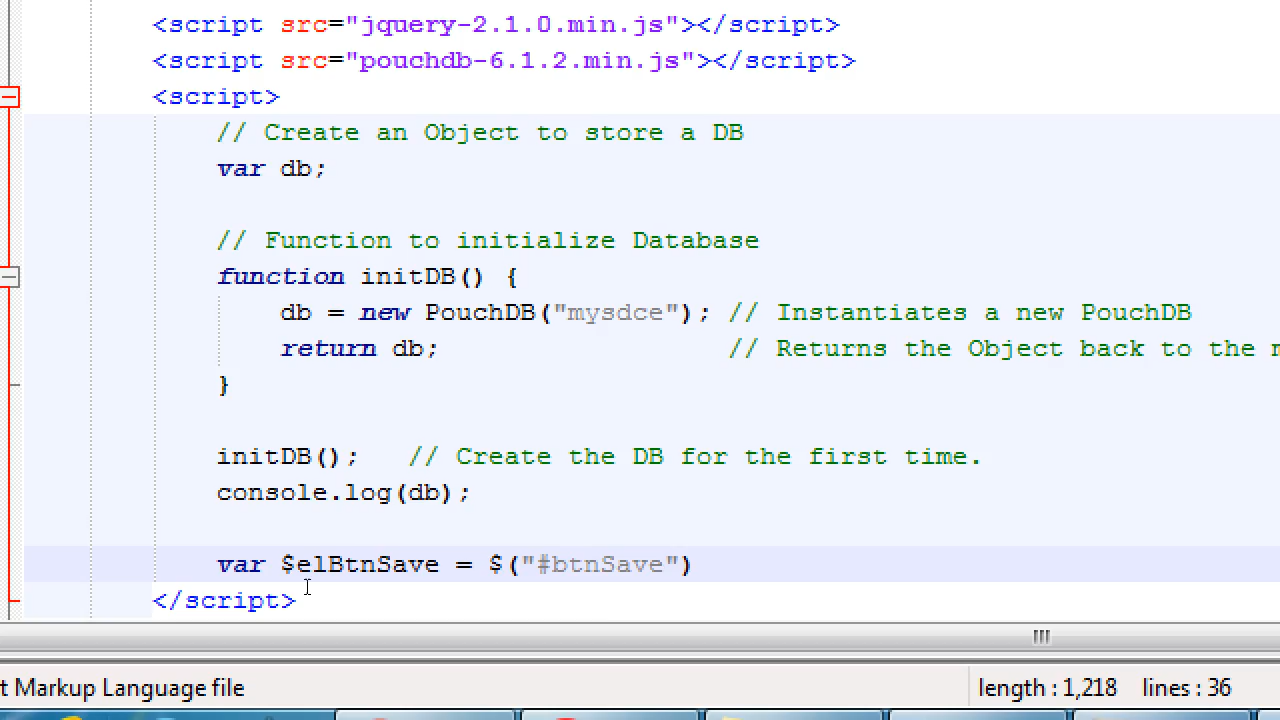 <script src="jquery-2.1.0.min.js"></script>
<script src="pouchdb-6.1.2.min.js"></script>
<script>
// Create an Object to store a DB
var db;
// Function to initialize Database
function initDB() {
db = new PouchDB("mysdce"); // Instantiates a new PouchDB
return db; // Returns the Object back to the
}
initDB(); // Create the DB for the first time.
console.log(db);
var $elBtnSave = $("#btnSave")
</script>
t Markup Language file length : 1,218 lines : 36